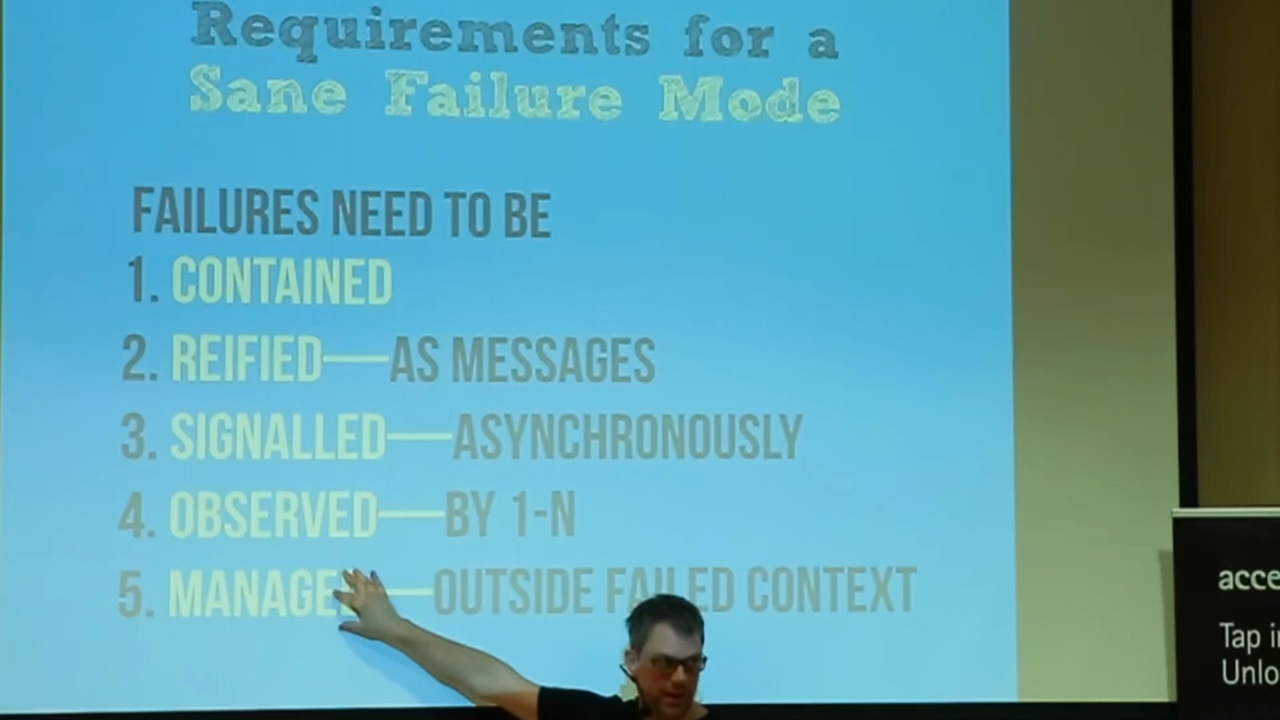 Requirements for a
Sane Failure Mode
FAILURES NEED TO BE
1. CONTAINED
2. REIFIED—AS MESSAGES
3. SIGNALLED—ASYNCHRONOUSLY
4. OBSERVED—BY 1-N
5. MANAGED—OUTSIDE FAILED CONTEXT
acce
Tap i
Unlo